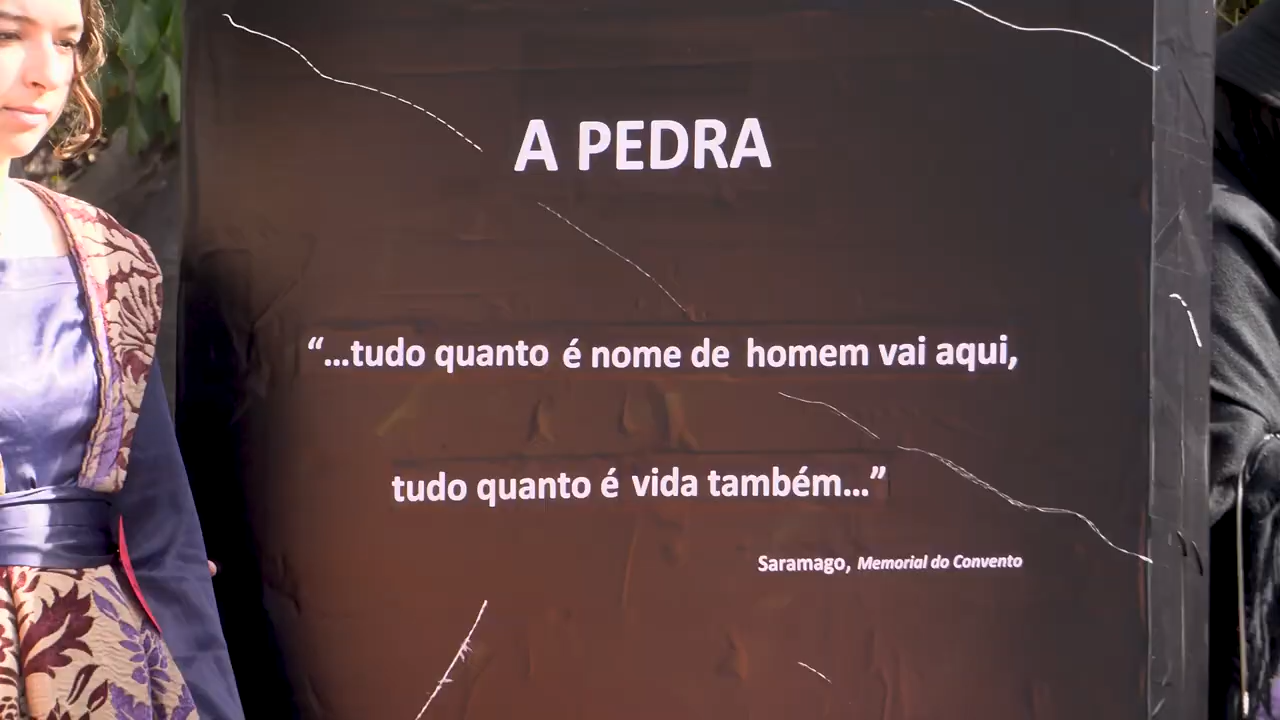 A PEDRA
“...tudo quanto é nome de homem vai aqui,
tudo quanto é vida também...”
Saramago, Memorial do Convento